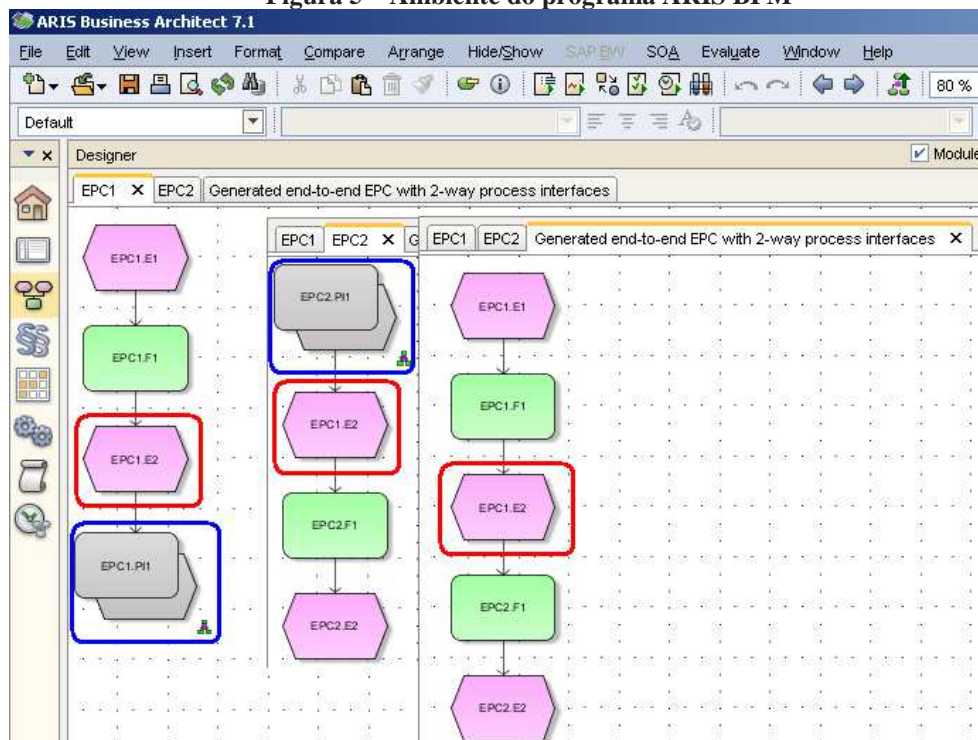 Figura 5 – Ambiente do programa ARIS BPM
ARIS Business Architect 7.1
File Edit View Insert Format Compare Arrange Hide/Show SAP BW SOA Evaluate Window Help
80 %
Default
Designer
Module
EPC1 EPC2 Generated end-to-end EPC with 2-way process interfaces
EPC1.E1
EPC1.F1
EPC1.E2
EPC1.PI1
EPC1 EPC2 G
EPC2.PI1
EPC1.E2
EPC2.F1
EPC2.E2
EPC1 EPC2 Generated end-to-end EPC with 2-way process interfaces
EPC1.E1
EPC1.F1
EPC1.E2
EPC2.F1
EPC2.E2